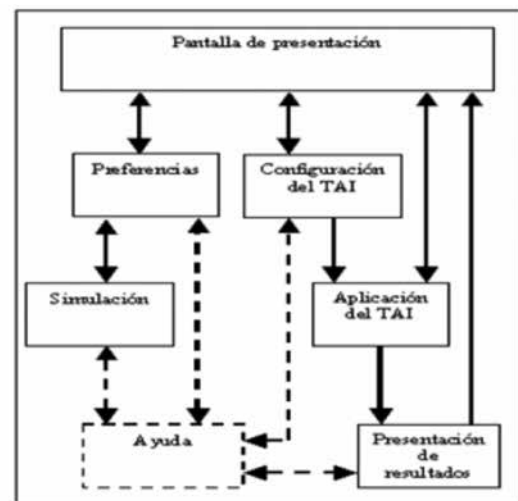 Pantalla de presentación
Preferencias
Configuración
del TAI
Simulación
Aplicación
del TAI
Ayuda
Presentación
de
resultados